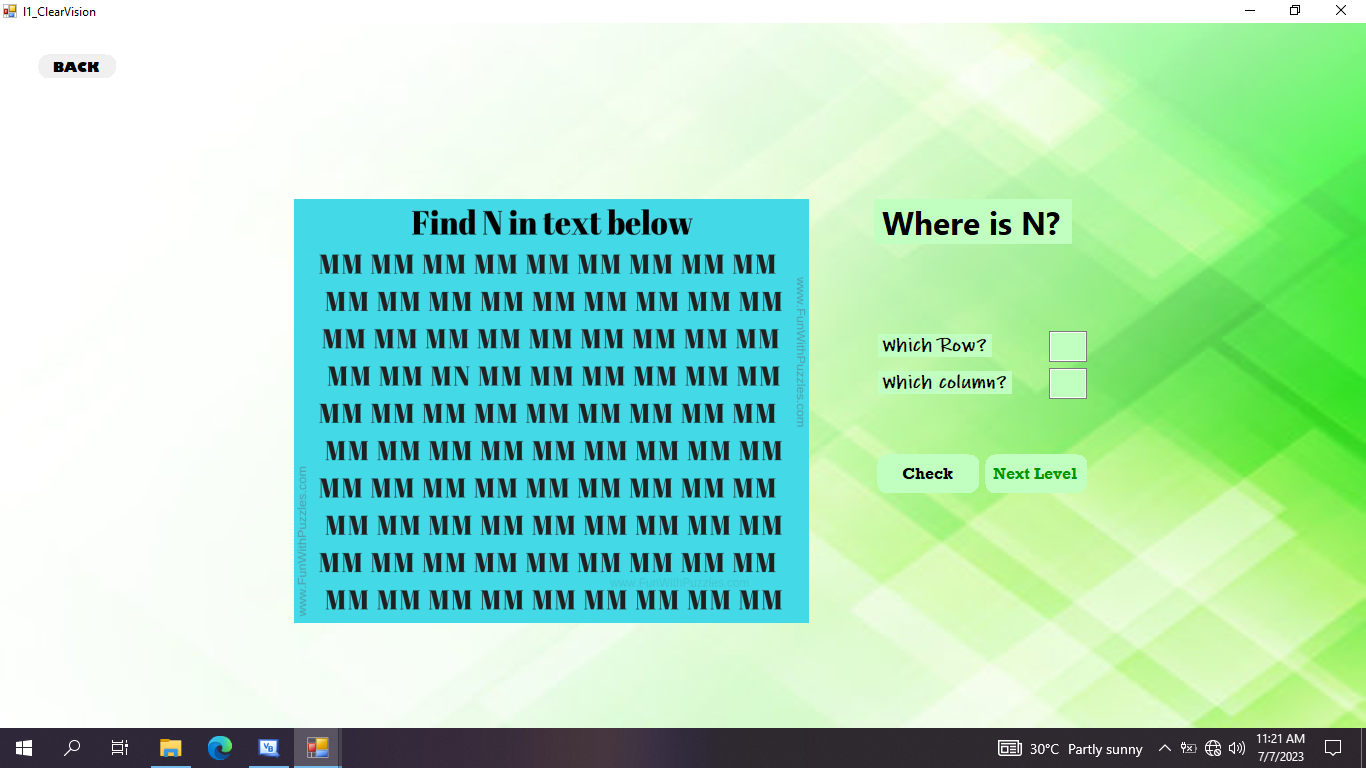 I1_ClearVision
BACK
Find N in text below
MM MM MM MM MM MM MM MM MM
MM MM MM MM MM MM MM MM MM
MM MM MM MM MM MM MM MM MM
MM MM MN MM MM MM MM MM MM
MM MM MM MM MM MM MM MM MM
MM MM MM MM MM MM MM MM MM
MM MM MM MM MM MM MM MM MM
MM MM MM MM MM MM MM MM MM
MM MM MM MM MM MM MM MM MM
MM MM MM MM MM MM MM MM MM
www.FunWithPuzzles.com
www.FunWithPuzzles.com
www.FunWithPuzzles.com
Where is N?
Which Row?
Which column?
Check
Next Level
VB
30°C Partly sunny
11:21 AM
7/7/2023